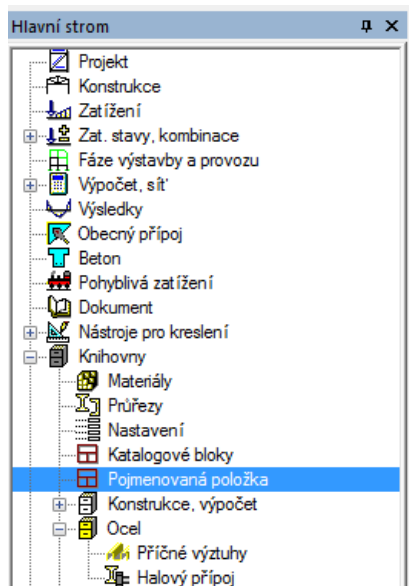 Hlavní strom
Projekt
Konstrukce
Zatížení
Zat. stavy, kombinace
Fáze výstavby a provozu
Výpočet, síť
Výsledky
Obecný přípoj
Beton
Pohyblivá zatížení
Dokument
Nástroje pro kreslení
Knihovny
Materiály
Průřezy
Nastavení
Katalogové bloky
Pojmenovaná položka
Konstrukce, výpočet
Ocel
Příčné výztuhy
Halový přípoj